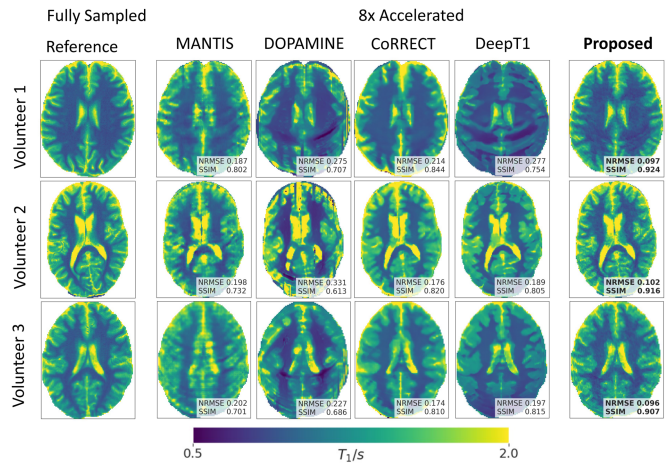 Fully Sampled
8x Accelerated
Reference
MANTIS
DOPAMINE
CoRRECT
DeepT1
Proposed
Volunteer 1
NRMSE 0.187
SSIM 0.802
NRMSE 0.275
SSIM 0.707
NRMSE 0.214
SSIM 0.844
NRMSE 0.277
SSIM 0.754
NRMSE 0.097
SSIM 0.924
Volunteer 2
NRMSE 0.198
SSIM 0.732
NRMSE 0.331
SSIM 0.613
NRMSE 0.176
SSIM 0.820
NRMSE 0.189
SSIM 0.805
NRMSE 0.102
SSIM 0.916
Volunteer 3
NRMSE 0.202
SSIM 0.701
NRMSE 0.227
SSIM 0.686
NRMSE 0.174
SSIM 0.810
NRMSE 0.197
SSIM 0.815
NRMSE 0.096
SSIM 0.907
0.5
T1/s
2.0